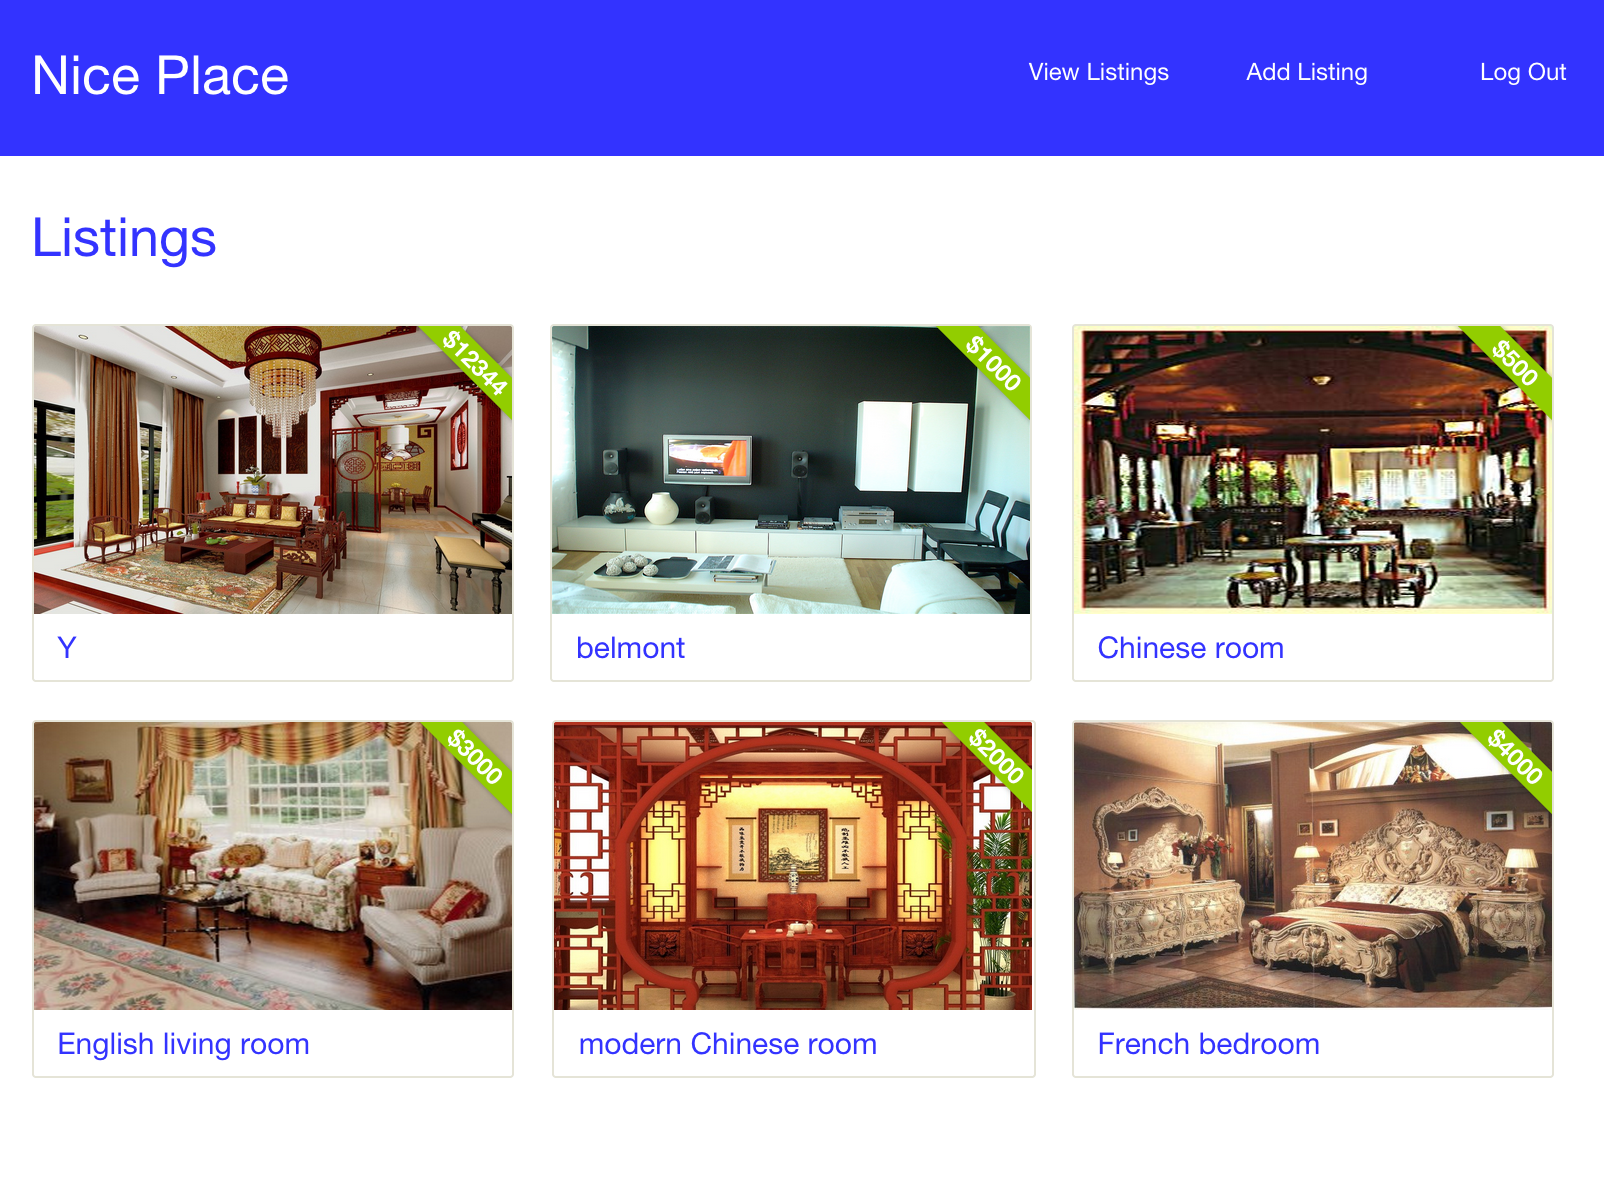 Nice Place
View Listings
Add Listing
Log Out
Listings
$12344
$1000
$500
Y
belmont
Chinese room
$3000
$2000
$4000
English living room
modern Chinese room
French bedroom